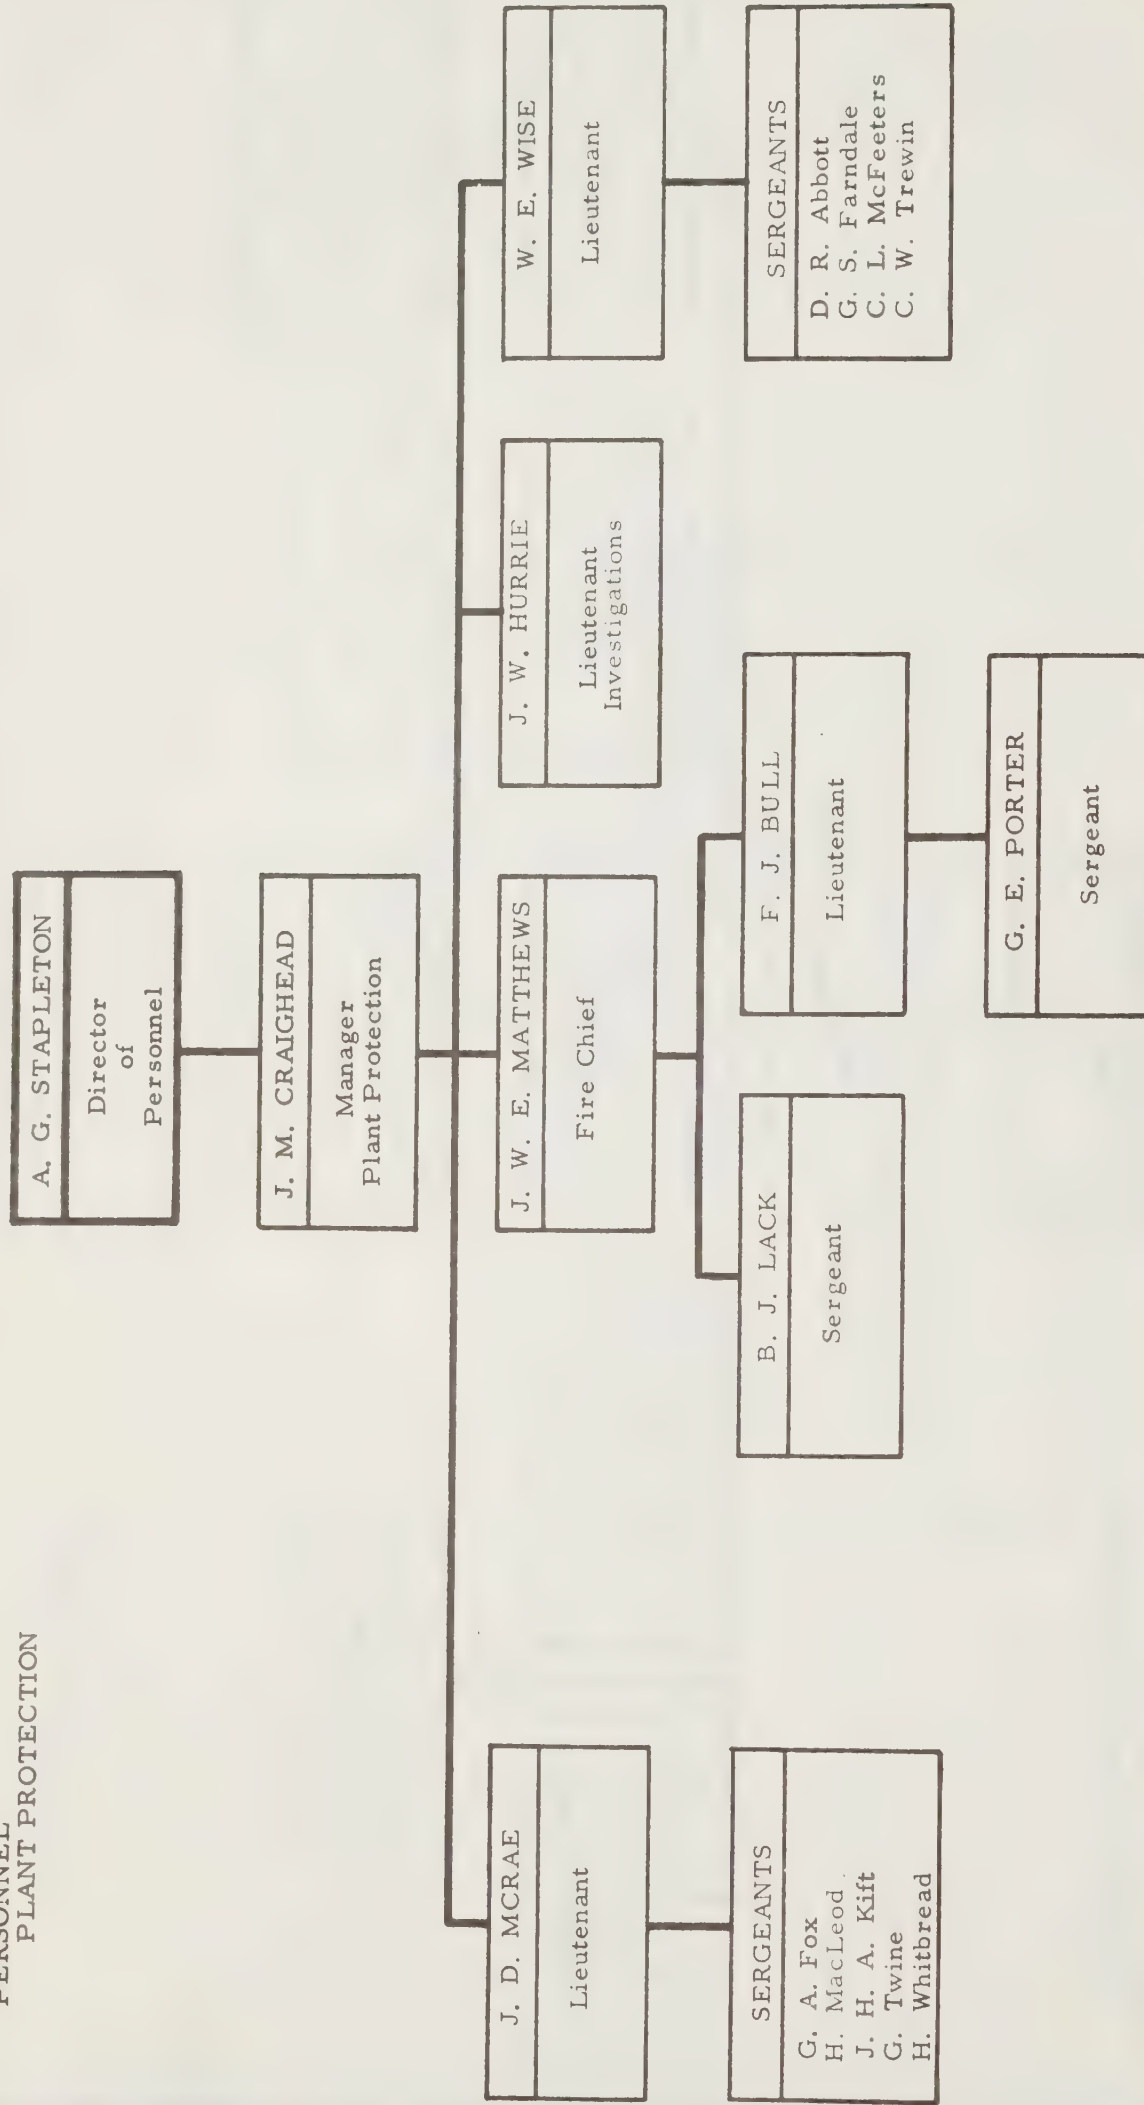 PERSONNEL
PLANT PROTECTION
A. G. STAPLETON
Director
of
Personnel
J. M. CRAIGHEAD
Manager
Plant Protection
J. D. MCRAE
Lieutenant
J. W. E. MATTHEWS
Fire Chief
J. W. HURRIE
Lieutenant
Investigations
W. E. WISE
Lieutenant
SERGEANTS
G. A. Fox
H. MacLeod
J. H. A. Kift
G. Twine
H. Whitbread
B. J. LACK
Sergeant
F. J. BULL
Lieutenant
SERGEANTS
D. R. Abbott
G. S. Farndale
C. L. McFeeters
C. W. Trewin
G. E. PORTER
Sergeant